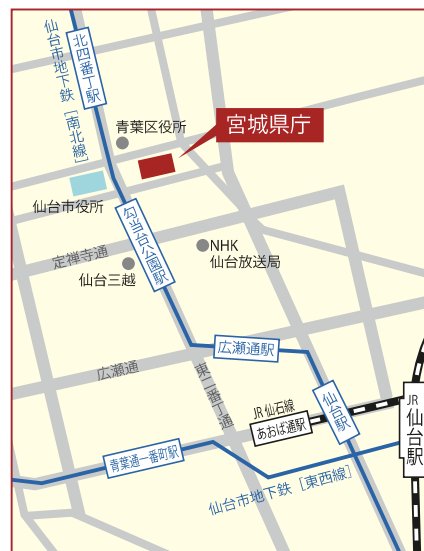 北四番丁駅
仙台市地下鉄［南北線］
青葉区役所
宮城県庁
仙台市役所
勾当台公園駅
NHK
仙台放送局
定禅寺通
仙台三越
広瀬通駅
広瀬通
東二番丁通
仙台駅
JR 仙石線
あおば通駅
JR
仙台駅
青葉通一番町駅
仙台市地下鉄［東西線］